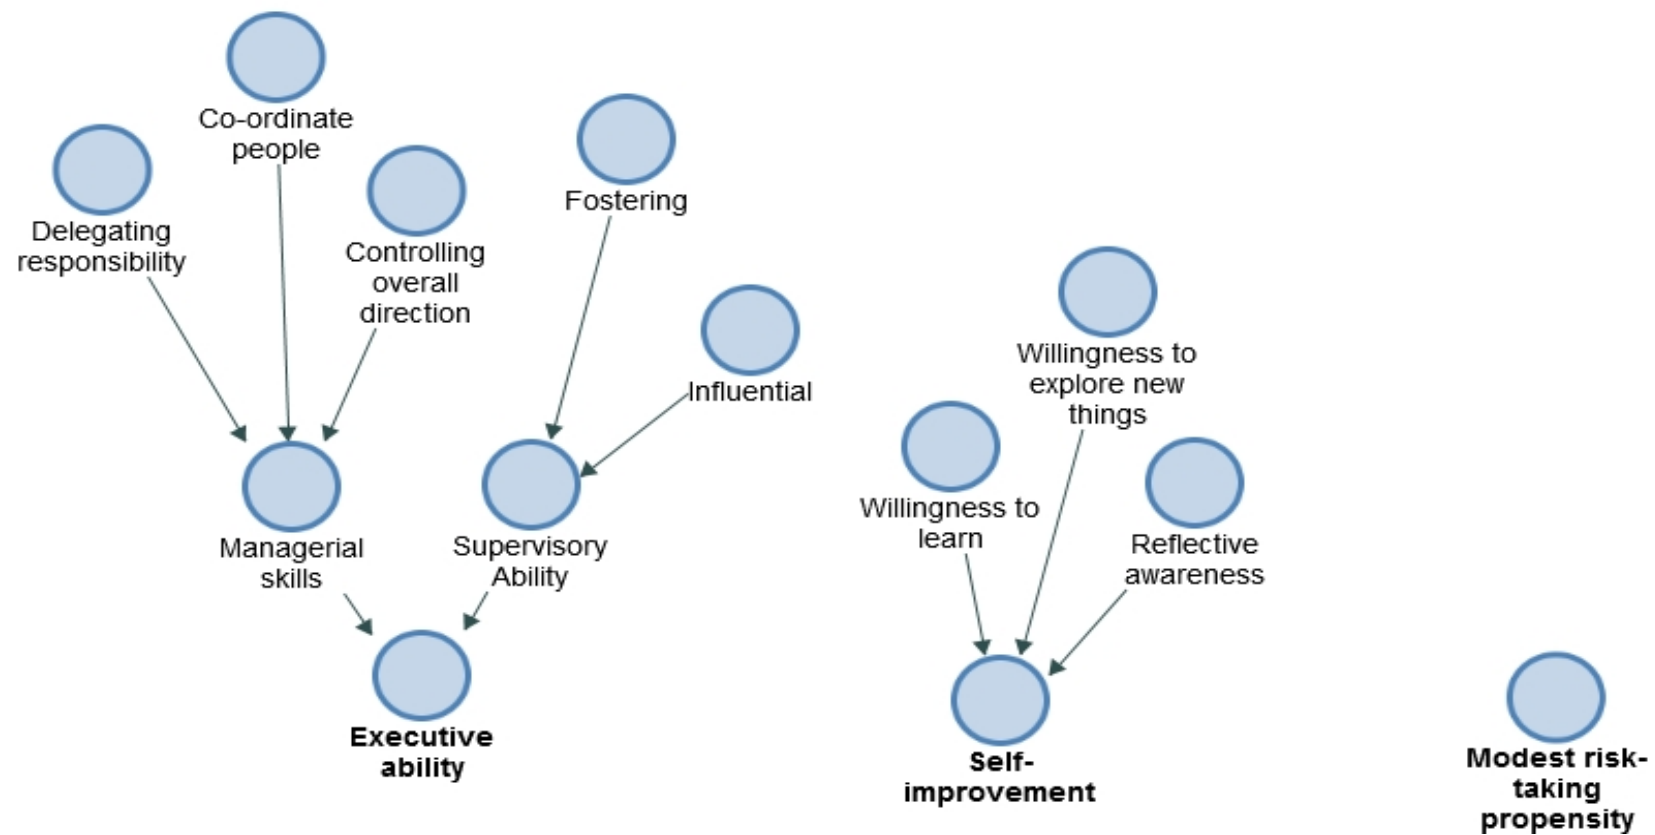 Co-ordinate
people
Delegating
responsibility
Controlling
overall
direction
Fostering
Influential
Managerial
skills
Supervisory
Ability
Executive
ability
Willingness to
explore new
things
Willingness to
learn
Reflective
awareness
Self-
improvement
Modest risk-
taking
propensity